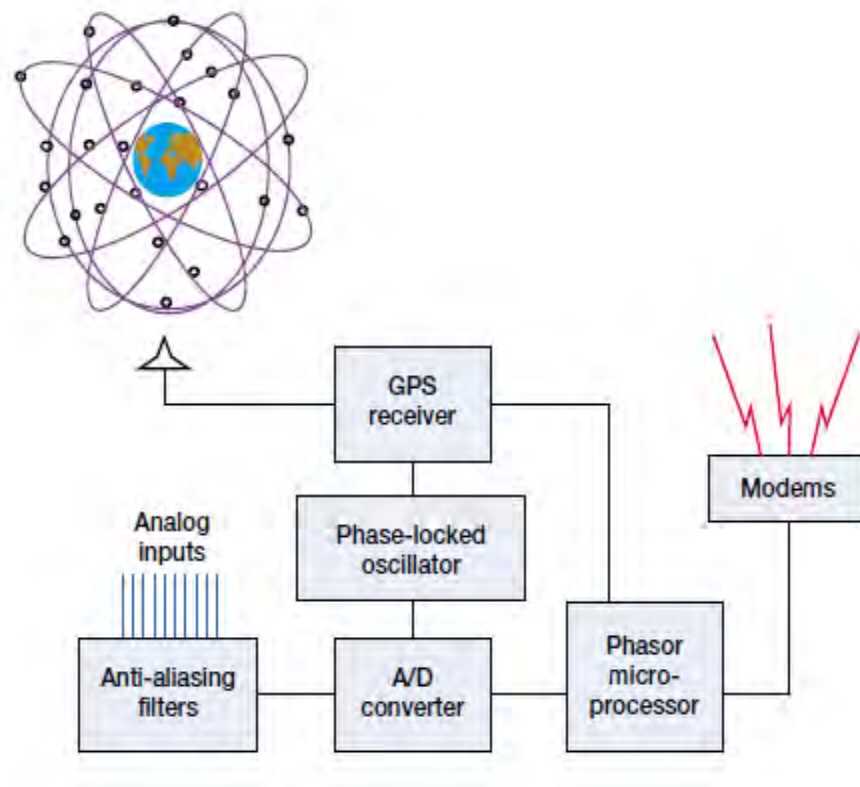 GPS
receiver
Modems
Analog
inputs
Phase-locked
oscillator
Anti-aliasing
filters
A/D
converter
Phasor
micro-
processor